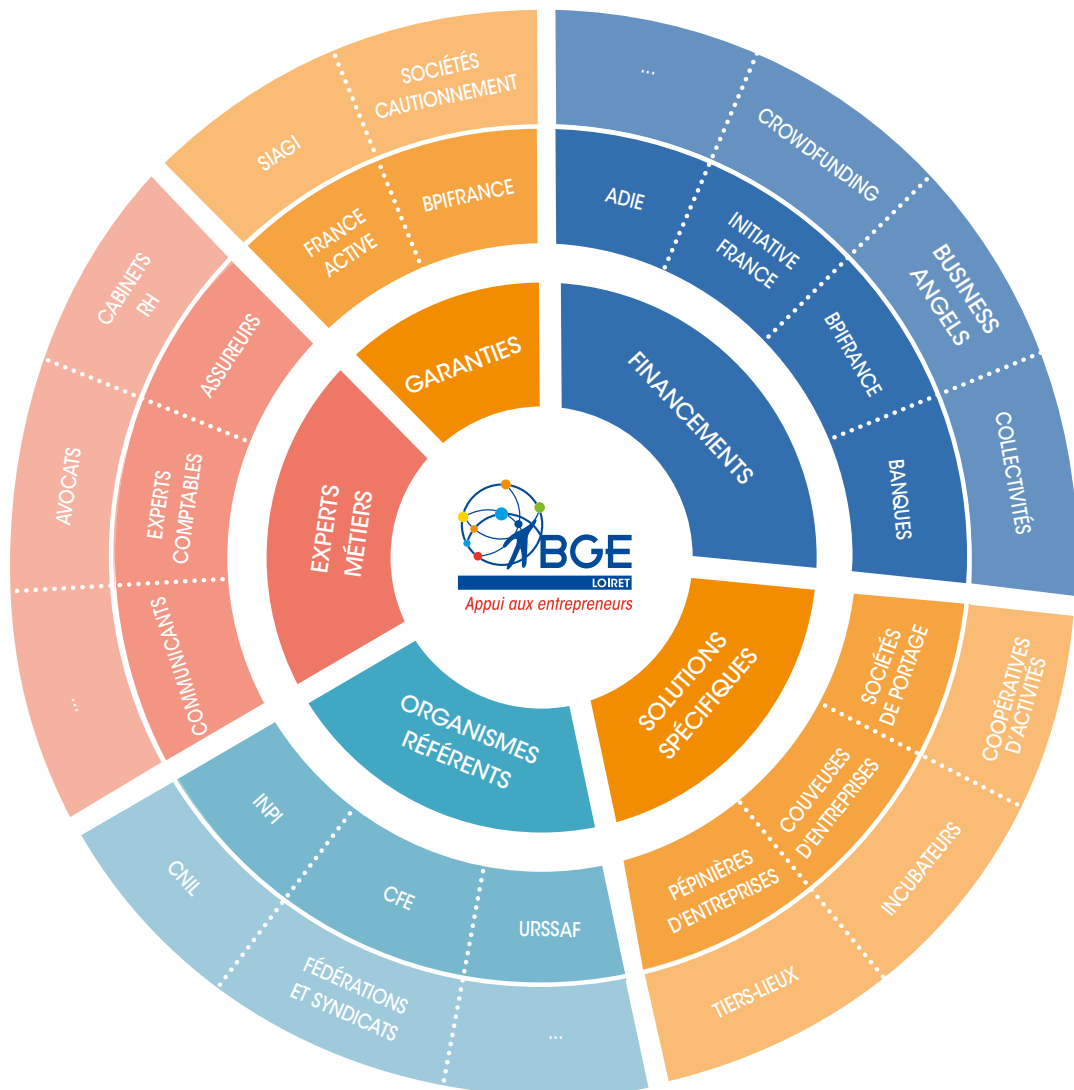 SOCIÉTÉS
CAUTIONNEMENT
SIAGI
BPIFRANCE
FRANCE
ACTIVE
GARANTIES
...
CROWDFUNDING
BUSINESS
ANGELS
COLLECTIVITÉS
ADIE
INITIATIVE
FRANCE
BPIFRANCE
BANQUES
FINANCEMENTS
CABINETS
RH
AVOCATS
...
ASSUREURS
EXPERTS
COMPTABLES
COMMUNICANTS
EXPERTS
MÉTIERS
BGE
LOIRET
Appui aux entrepreneurs
SOLUTIONS
SPÉCIFIQUES
SOCIÉTÉS
DE PORTAGE
COUVEUSES
D'ENTREPRISES
PÉPINIÈRES
D'ENTREPRISES
COOPÉRATIVES
D'ACTIVITÉS
INCUBATEURS
TIERS-LIEUX
ORGANISMES
RÉFÉRENTS
INPI
CFE
URSSAF
CNIL
FÉDÉRATIONS
ET SYNDICATS
...